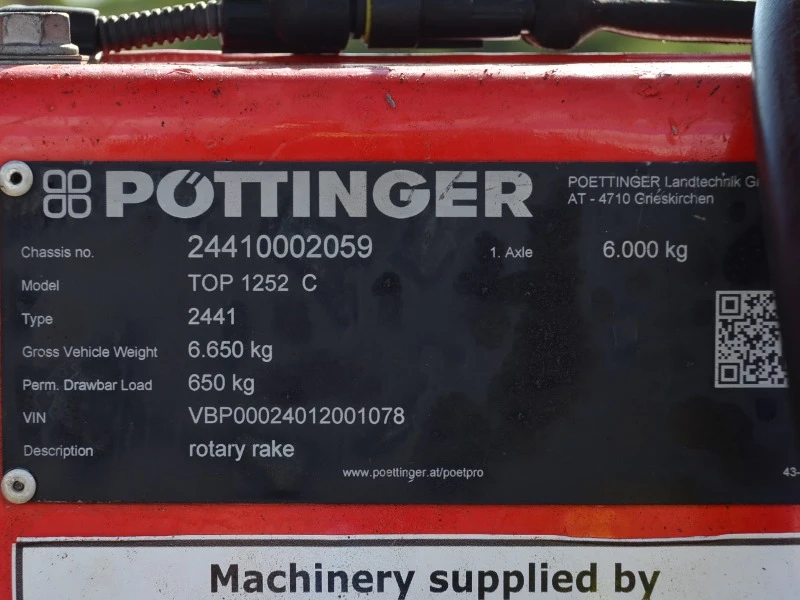 PÖTTINGER
POETTINGER Landtechnik
AT - 4710 Grieskirchen
Chassis no. 24410002059 1. Axle 6.000 kg
Model TOP 1252 C
Type 2441
Gross Vehicle Weight 6.650 kg
Perm. Drawbar Load 650 kg
VIN VBP00024012001078
Description rotary rake
www.poettinger.at/poetpro
43-
Machinery supplied by